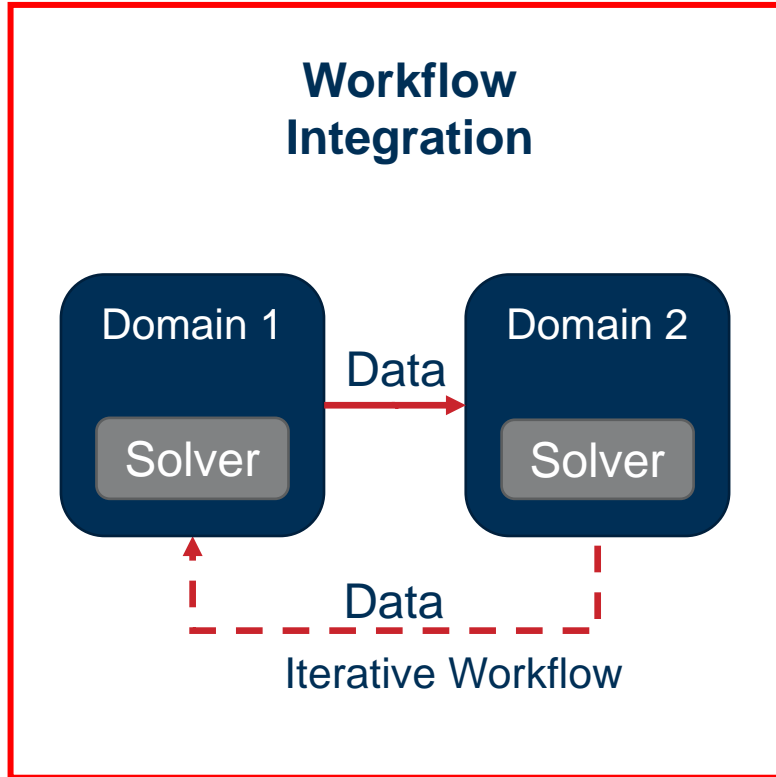 Workflow
Integration
Domain 1
Domain 2
Data
Solver
Solver
Data
Iterative Workflow